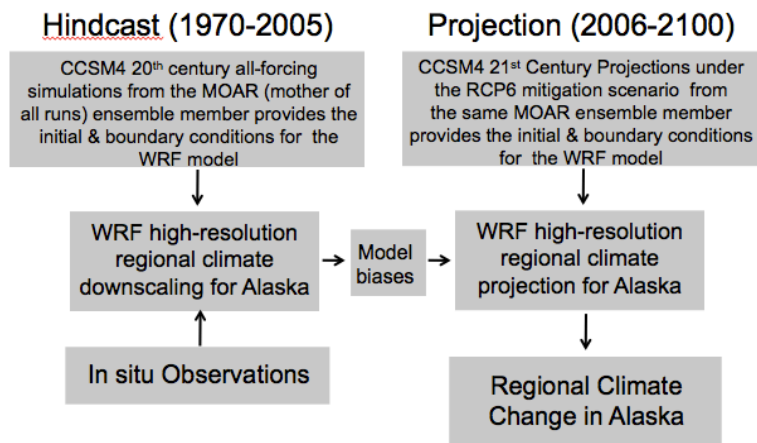 Hindcast (1970-2005)
CCSM4 20th century all-forcing
simulations from the MOAR (mother of
all runs) ensemble member provides the
initial & boundary conditions for the
WRF model
WRF high-resolution
regional climate
downscaling for Alaska
In situ Observations
Model
biases
Projection (2006-2100)
CCSM4 21st Century Projections under
the RCP6 mitigation scenario from
the same MOAR ensemble member
provides the initial & boundary conditions
for the WRF model
WRF high-resolution
regional climate
projection for Alaska
Regional Climate
Change in Alaska